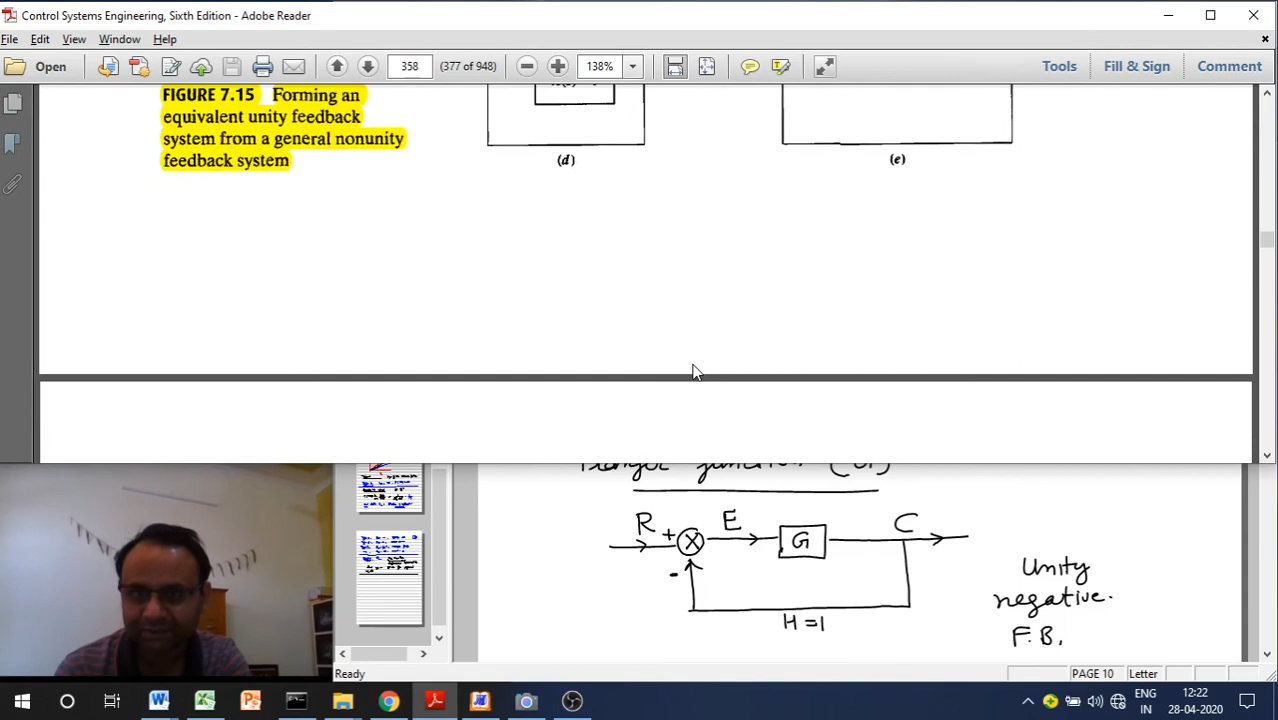 Control Systems Engineering, Sixth Edition - Adobe Reader
File Edit View Window Help
Open 358 (377 of 948) 138% Tools Fill & Sign Comment
FIGURE 7.15 Forming an
equivalent unity feedback
system from a general nonunity
feedback system
(d) (e)
R + X E G C
-
H = 1
Unity
negative.
F.B.
Ready PAGE 10 Letter
ENG 12:22
IN 28-04-2020